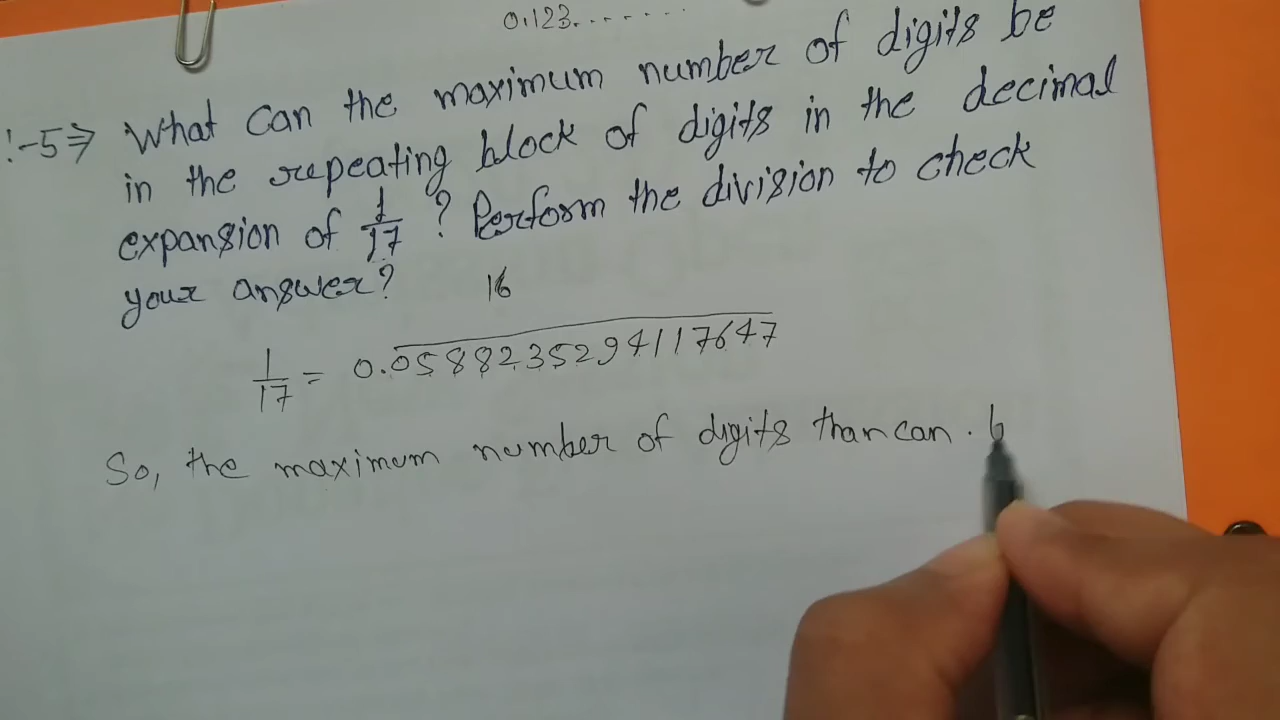 0.123........
:-5⇒ What can the maximum number of digits be
in the repeating block of digits in the decimal
expansion of 1/17 ? Perform the division to check
your answer?
16
1/17 = 0.0588235294117647
So, the maximum number of digits than can . b